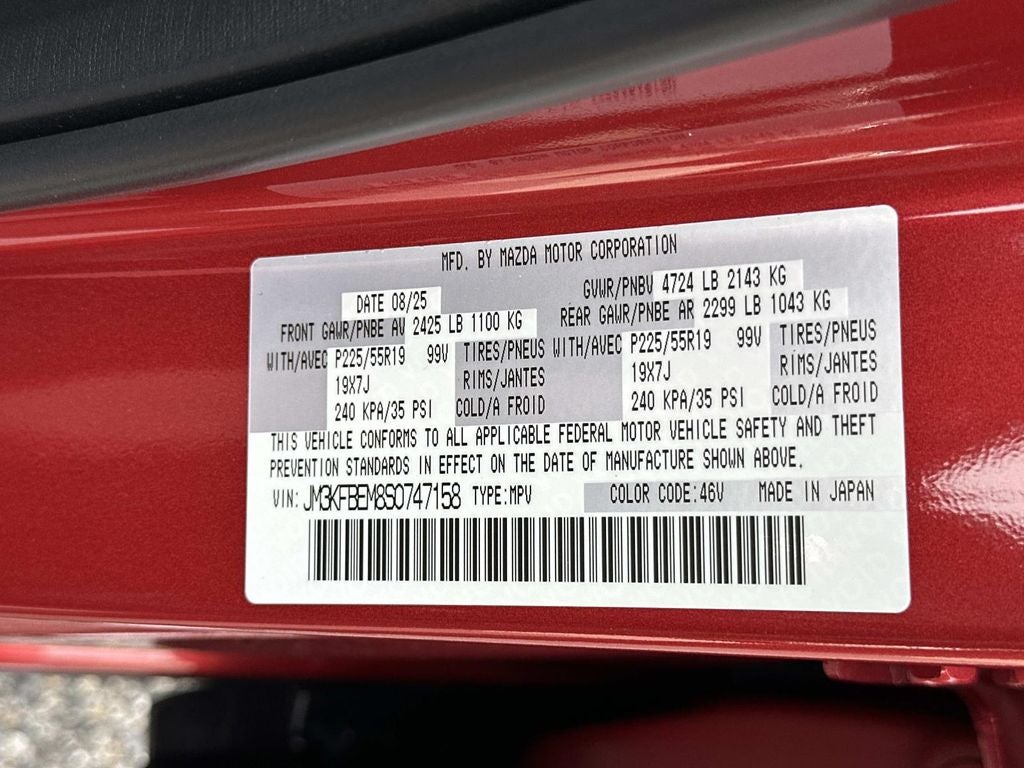 MFD. BY MAZDA MOTOR CORPORATION
DATE 08/25 GVWR/PNBV 4724 LB 2143 KG
FRONT GAWR/PNBE AV 2425 LB 1100 KG REAR GAWR/PNBE AR 2299 LB 1043 KG
WITH/AVEC P225/55R19 99V TIRES/PNEUS WITH/AVEC P225/55R19 99V TIRES/PNEUS
19X7J RIMS/JANTES 19X7J RIMS/JANTES
240 KPA/35 PSI COLD/A FROID 240 KPA/35 PSI COLD/A FROID
THIS VEHICLE CONFORMS TO ALL APPLICABLE FEDERAL MOTOR VEHICLE SAFETY AND THEFT
PREVENTION STANDARDS IN EFFECT ON THE DATE OF MANUFACTURE SHOWN ABOVE.
VIN: JM3KFBEM8S0747158 TYPE:MPV COLOR CODE:46V MADE IN JAPAN